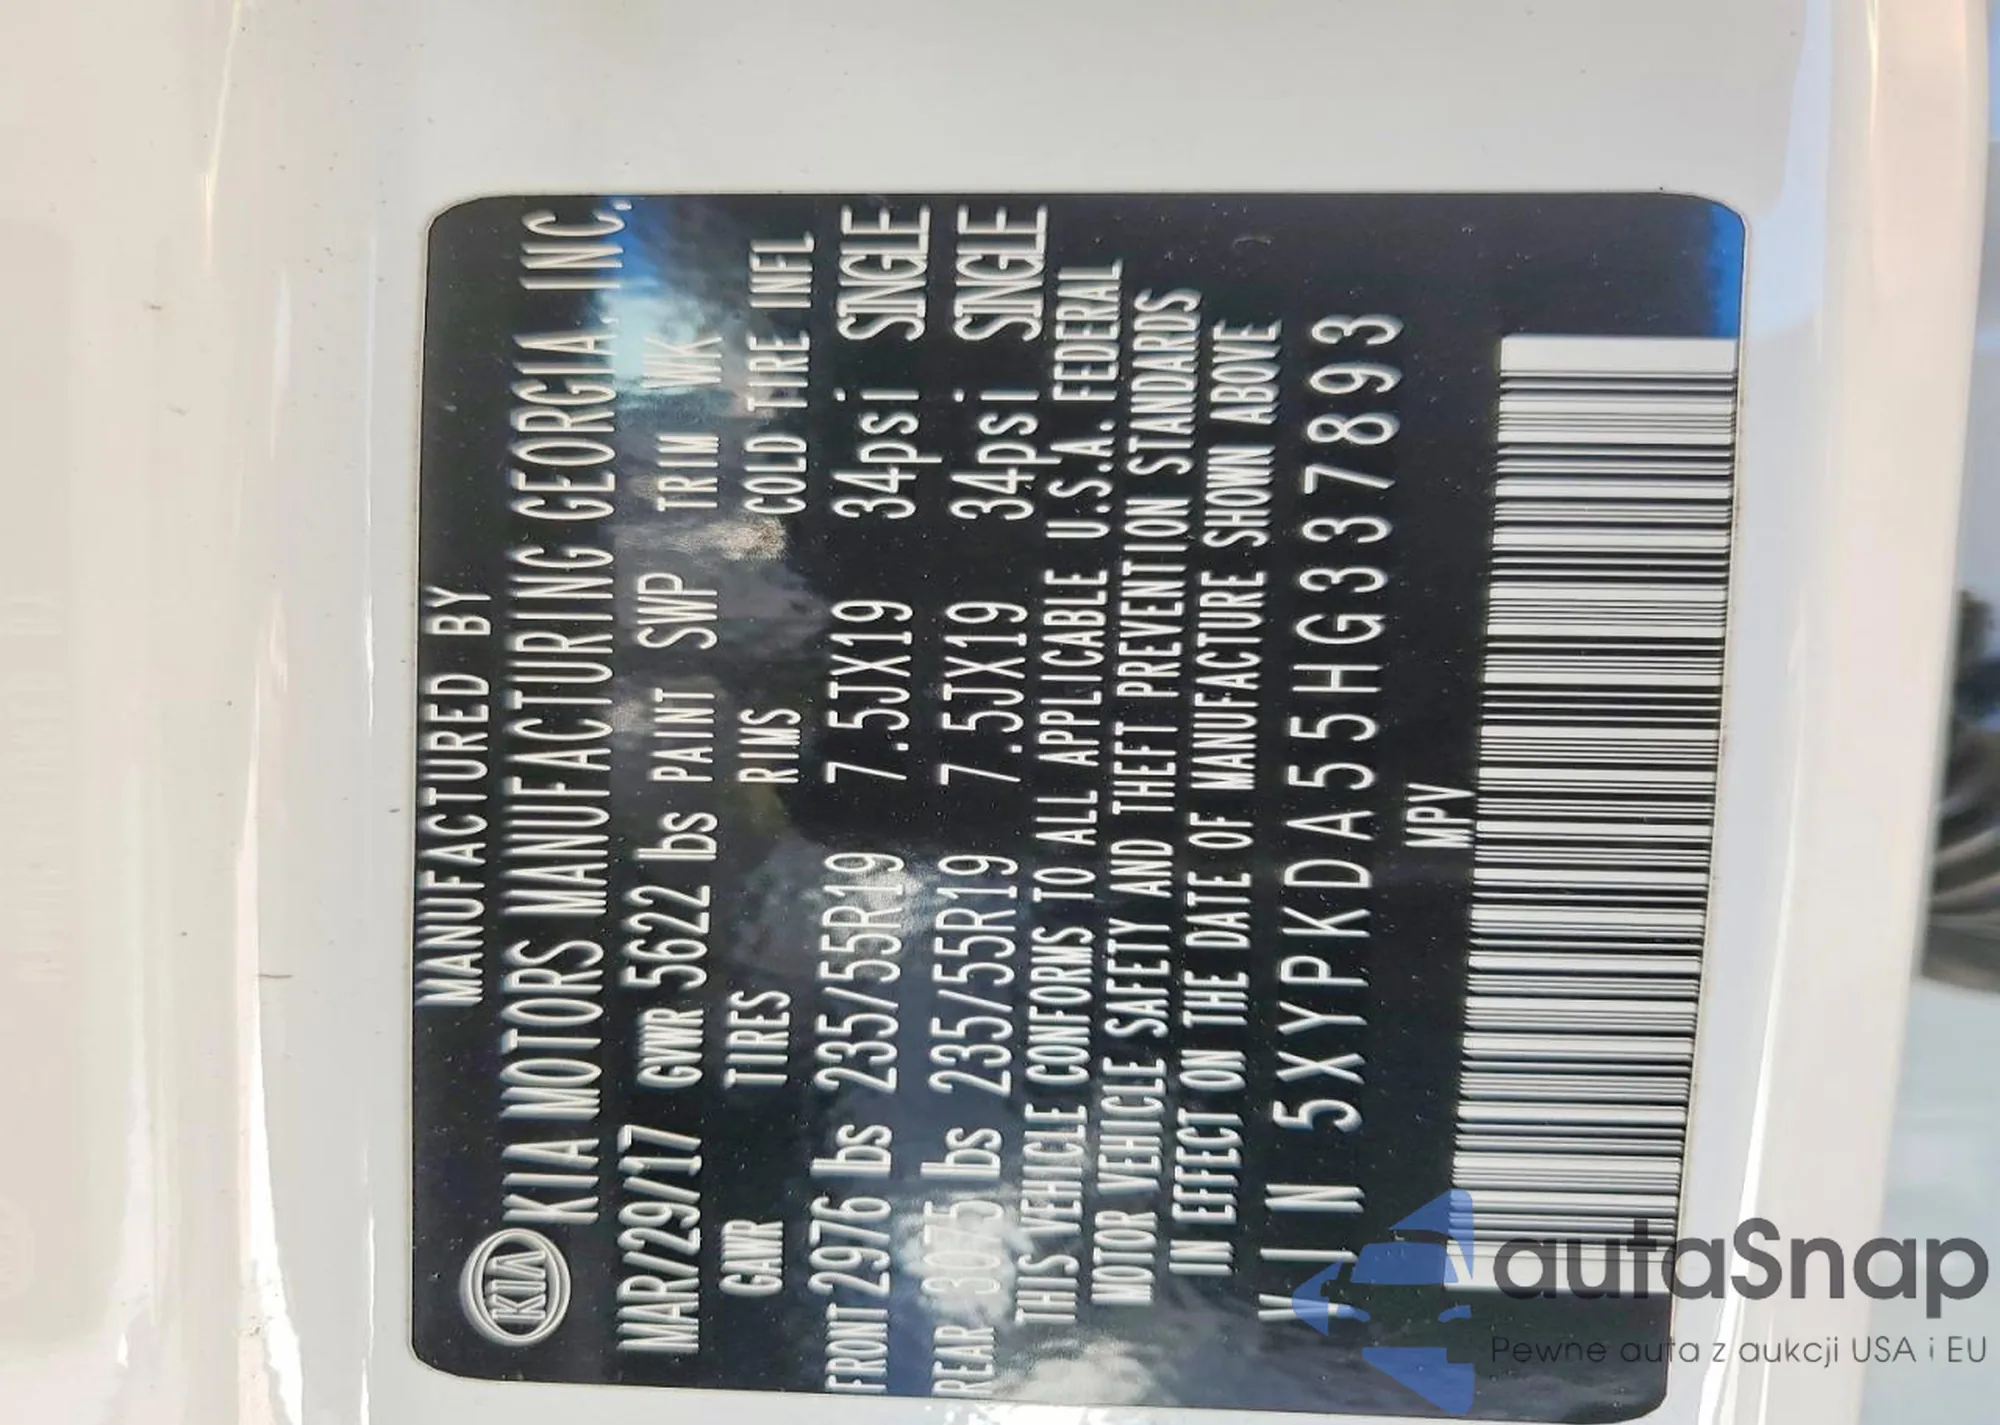 MANUFACTURED BY
KIA KIA MOTORS MANUFACTURING GEORGIA, INC.
MAR/29/17 GVWR 5622 lbs PAINT SWP TRIM WK
GAWR TIRES RIMS COLD TIRE INFL
FRONT 2976 lbs 235/55R19 7.5JX19 34psi SINGLE
REAR 3075 lbs 235/55R19 7.5JX19 34psi SINGLE
THIS VEHICLE CONFORMS TO ALL APPLICABLE U.S.A. FEDERAL
MOTOR VEHICLE SAFETY AND THEFT PREVENTION STANDARDS
IN EFFECT ON THE DATE OF MANUFACTURE SHOWN ABOVE
VIN 5XYPKDA55HG337893
MPV
autaSnap
Pewne auta z aukcji USA i EU